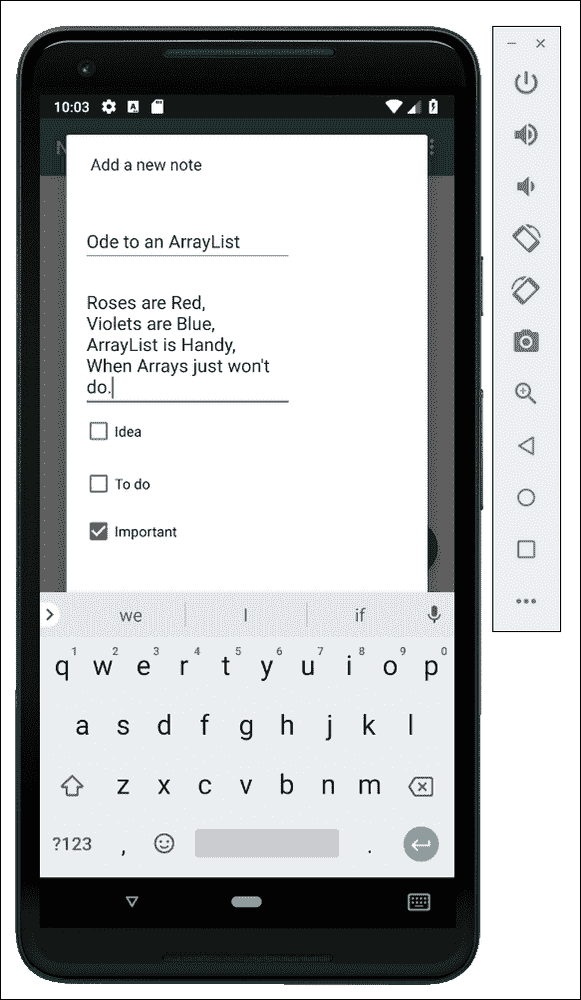 10:03
N
Add a new note
Ode to an ArrayList
Roses are Red,
Violets are Blue,
ArrayList is Handy,
When Arrays just won't
do.
Idea
To do
Important
we I if
1 2 3 4 5 6 7 8 9 0
q w e r t y u i o p
a s d f g h j k l
z x c v b n m
?123 , .